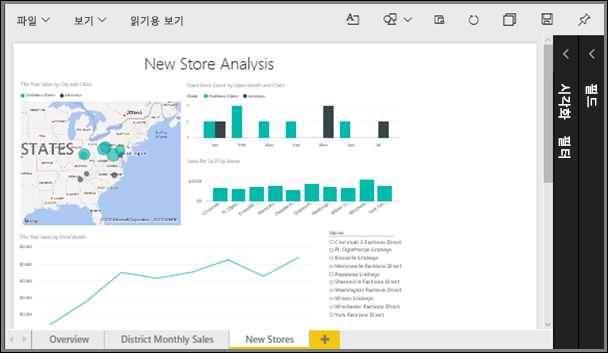 파일
보기
읽기용 보기
New Store Analysis
This Year Sales by City and Chain
Fashions Direct
Lindseys
Ottawa
STATES
Washington
Open Store Count by Open Month and Chain
Chain
Fashions Direct
Lindseys
Jan
Feb
Mar
Apr
May
Jun
Jul
Sales Per Sq Ft by Name
$0
This Year Sales by Fiscal Month
Name
Cincinnati 2 Fashions Direct
Ft. Oglethorpe Lindseys
Knoxville Lindseys
Monroeville Fashions Direct
Pasadena Lindseys
Sharonville Fashions Direct
Washington Fashions Direct
Wilson Lindseys
Winchester Fashions Direct
York Fashions Direct
시각화
필터
필드
Overview
District Monthly Sales
New Stores